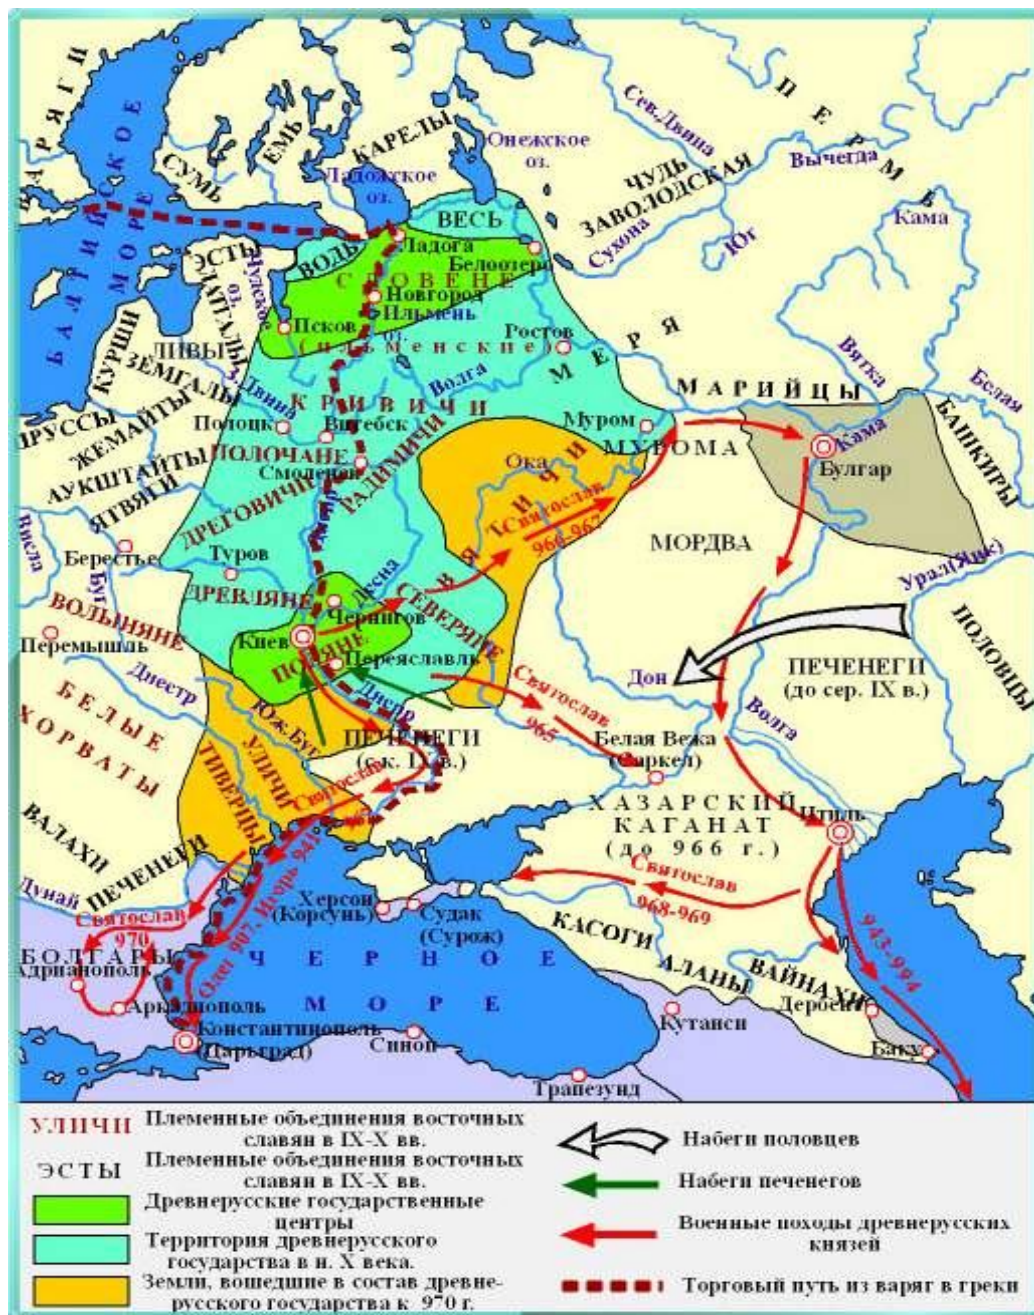 ВАРЯГИ
БАЛТИЙСКОЕ
МОРЕ
СУМЬ
ЕМЬ
КАРЕЛЫ
Ладожткое
оз.
Онежское
оз.
Сев.Двина
ПЕРМЬ
Вычегда
ЧУДЬ
ЗАВОЛОДСКАЯ
Сухона
Юг
Кама
ВЕСЬ
ВОДЬ
Ладога
Белоозеро
ЭСТЫ
Чудское
оз.
СЛОВЕНЕ
Новгород
Ильмень
оз.
Псков
(ильменские)
Ростов
МЕРЯ
ЛАТГАЛЫ
ЛИВЫ
КУРШИ
ЗЕМГАЛЫ
З.Двина
Волга
Вятка
МАРИЙЦЫ
Белая
КРИВИЧИ
ПРУССЫ
ЖЕМАЙТЫ
Полоцк
Витебск
Муром
МУРОМА
Кама
Булгар
БАШКИРЫ
АУКШТАЙТЫ
ПОЛОЧАНЕ
Смоленск
РАДИМИЧИ
Ока
ВЯТИЧИ
ЯТВЯГИ
ДРЕГОВИЧИ
Днепр
Святослав
МОРДВА
Висла
Берестье
Туров
Десна
Урал(Яик)
Буг
ДРЕВЛЯНЕ
Чернигов
СЕВЕРЯНЕ
ВОЛЫНЯНЕ
Киев
ПОЛЯНЕ
Перемышль
Переяславль
ПОЛОВЦЫ
ПЕЧЕНЕГИ
(до сер. IX в.)
Днестр
Днепр
Святослав
965
Дон
Волга
БЕЛЫЕ
ХОРВАТЫ
Юж.Буг
ПЕЧЕНЕГИ
(с к. IX в.)
Белая Вежа
(Саркел)
УЛИЧИ
ТИВЕРЦЫ
Святослав
ХАЗАРСКИЙ
КАГАНАТ
(до 966 г.)
Итиль
ВАЛАХИ
ПЕЧЕНЕГИ
Дунай
Олег 907, Игорь 941
Херсон
(Корсунь)
Судак
(Сурож)
Святослав
968-969
КАСОГИ
АЛАНЫ
ВАЙНАХИ
943-994
Святослав
970
БОЛГАРЫ
Адрианополь
Аркадиополь
ЧЕРНОЕ
МОРЕ
Константинополь
(Царьград)
Синоп
Трапезунд
Кутаиси
Дербент
Баку
УЛИЧИ Племенные объединения восточных
славян в IX-X вв.
ЭСТЫ Племенные объединения восточных
славян в IX-X вв.
Древнерусские государственные
центры
Территория древнерусского
государства в н. X века.
Земли, вошедшие в состав древне-
русского государства к 970 г.
Набеги половцев
Набеги печенегов
Военные походы древнерусских
князей
Торговый путь из варяг в греки